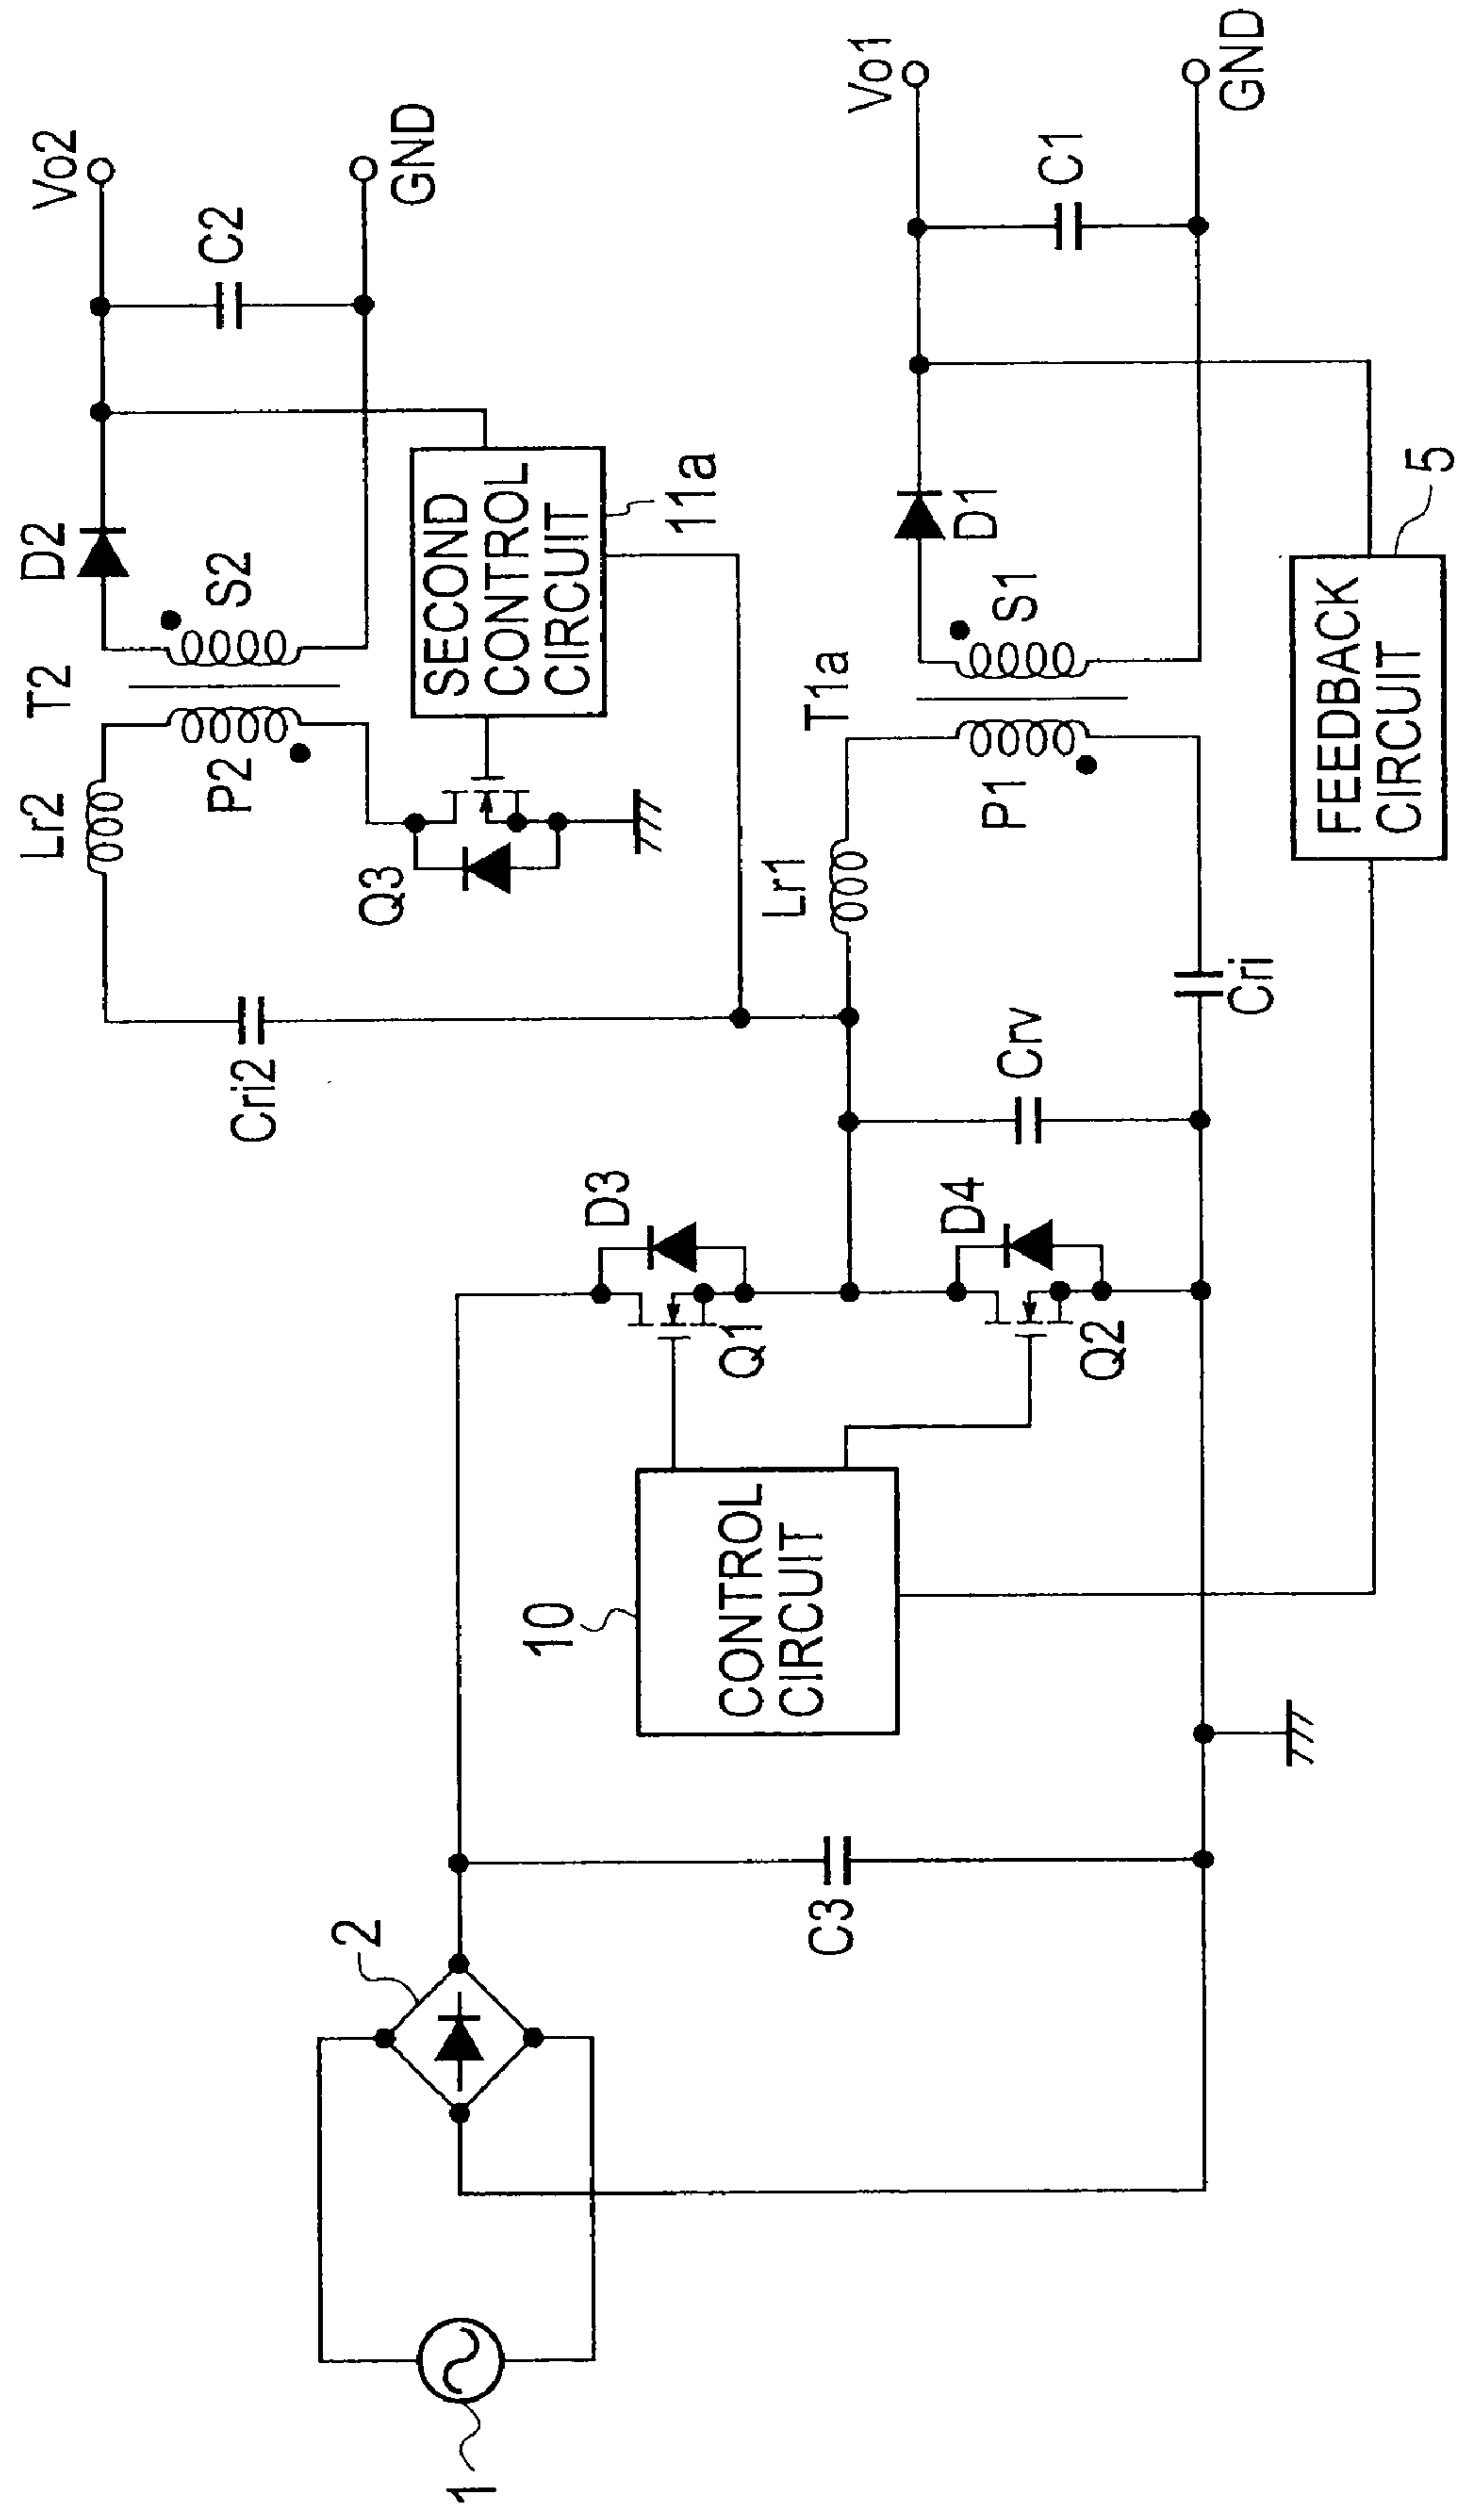 Vo2
GND
C2
D2
S2
T2
P2
Lr2
Q3
SECOND
CONTROL
CIRCUIT
11a
Cri2
Vo1
GND
C1
D1
S1
T1a
P1
Lr1
Cri
Crv
FEEDBACK
CIRCUIT
5
D3
Q1
D4
Q2
CONTROL
CIRCUIT
10
C3
2
1